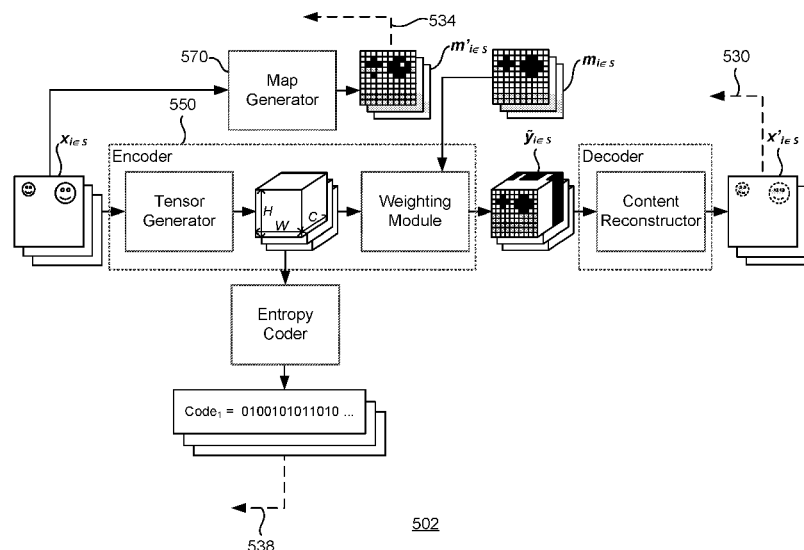 534
570
m'i∈S
Map
Generator
mi∈S
530
550
xi∈S
ỹi∈S
x'i∈S
Encoder
Decoder
Tensor
Generator
H
W
C
Weighting
Module
Content
Reconstructor
Entropy
Coder
Code1 = 0100101011010 ...
538
502